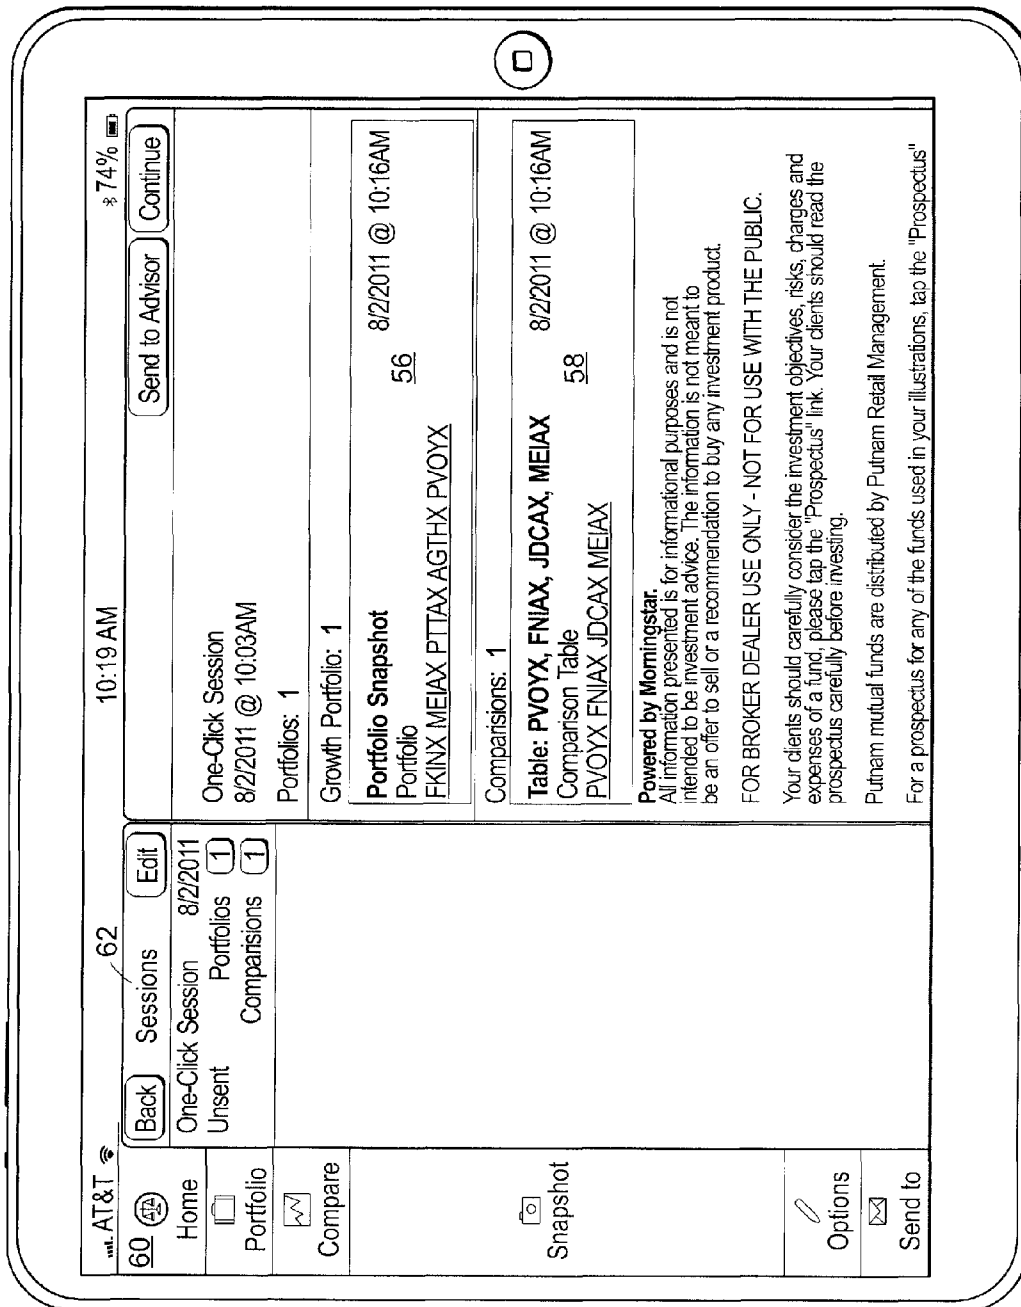 AT&T
10:19 AM
74%
60
62
Home
Portfolio
Compare
Snapshot
Options
Send to
Back
Sessions
Edit
One-Click Session 8/2/2011
Unsent Portfolios 1
Comparisions 1
Send to Advisor
Continue
One-Click Session
8/2/2011 @ 10:03AM
Portfolios: 1
Growth Portfolio: 1
Portfolio Snapshot 8/2/2011 @ 10:16AM
Portfolio 56
FKINX MEIAX PTTAX AGTHX PVOYX
Comparisions: 1
Table: PVOYX, FNIAX, JDCAX, MEIAX 8/2/2011 @ 10:16AM
Comparison Table 58
PVOYX FNIAX JDCAX MEIAX
Powered by Morningstar.
All information presented is for informational purposes and is not
intended to be investment advice. The information is not meant to
be an offer to sell or a recommendation to buy any investment product.
FOR BROKER DEALER USE ONLY - NOT FOR USE WITH THE PUBLIC.
Your clients should carefully consider the investment objectives, risks, charges and
expenses of a fund, please tap the "Prospectus" link. Your clients should read the
prospectus carefully before investing.
Putnam mutual funds are distributed by Putnam Retail Management.
For a prospectus for any of the funds used in your illustrations, tap the "Prospectus"